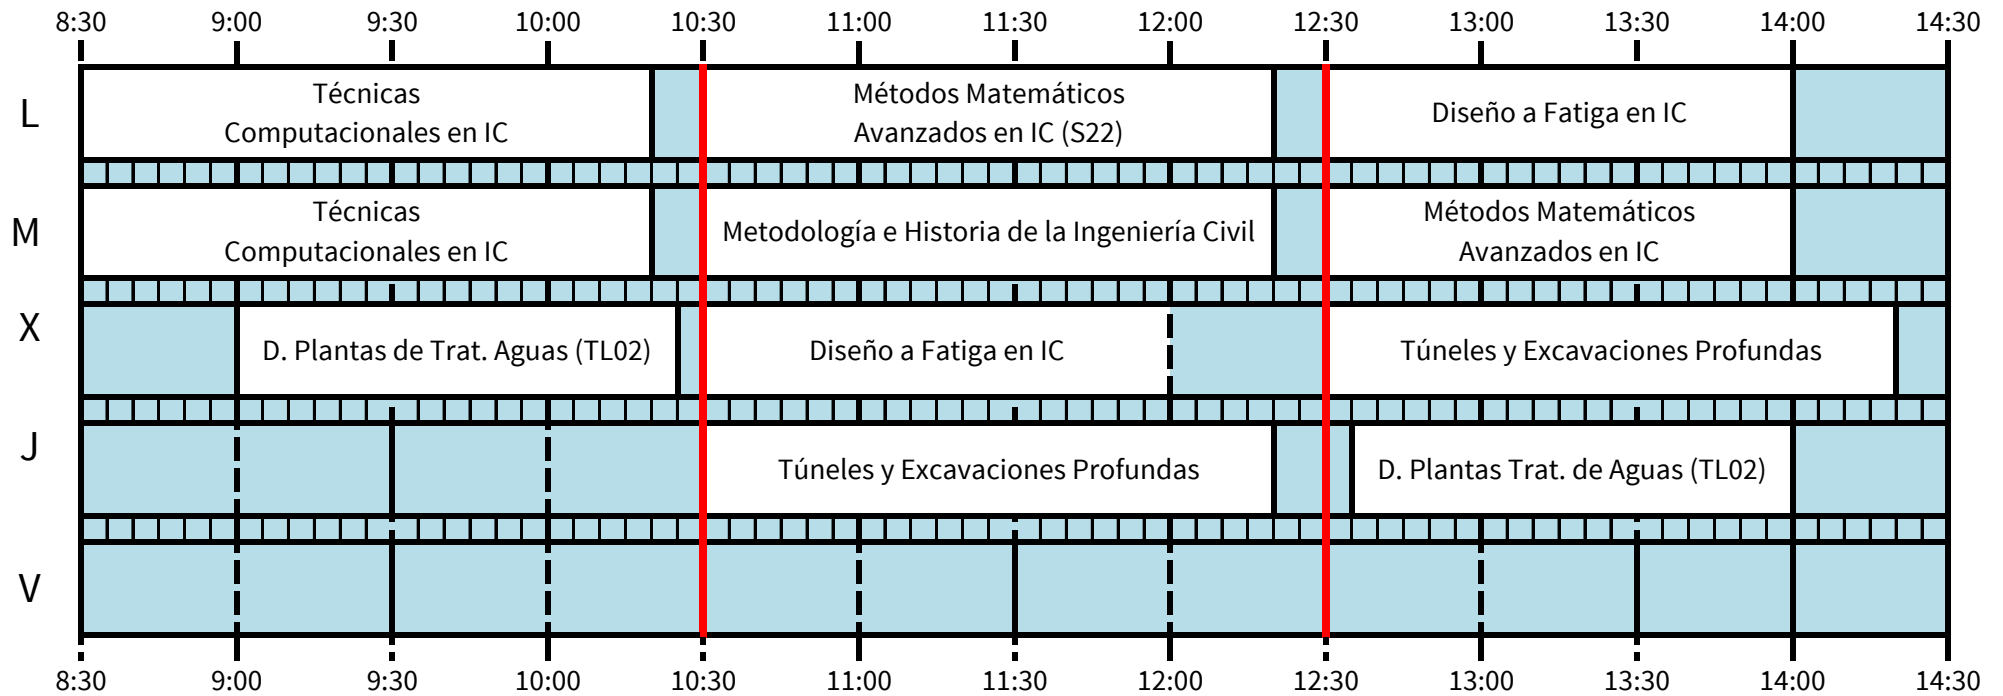 8:30 9:00 9:30 10:00 10:30 11:00 11:30 12:00 12:30 13:00 13:30 14:00 14:30
L
Técnicas
Computacionales en IC
Métodos Matemáticos
Avanzados en IC (S22)
Diseño a Fatiga en IC
M
Técnicas
Computacionales en IC
Metodología e Historia de la Ingeniería Civil
Métodos Matemáticos
Avanzados en IC
X
D. Plantas de Trat. Aguas (TL02)
Diseño a Fatiga en IC
Túneles y Excavaciones Profundas
J
Túneles y Excavaciones Profundas
D. Plantas Trat. de Aguas (TL02)
V
8:30 9:00 9:30 10:00 10:30 11:00 11:30 12:00 12:30 13:00 13:30 14:00 14:30